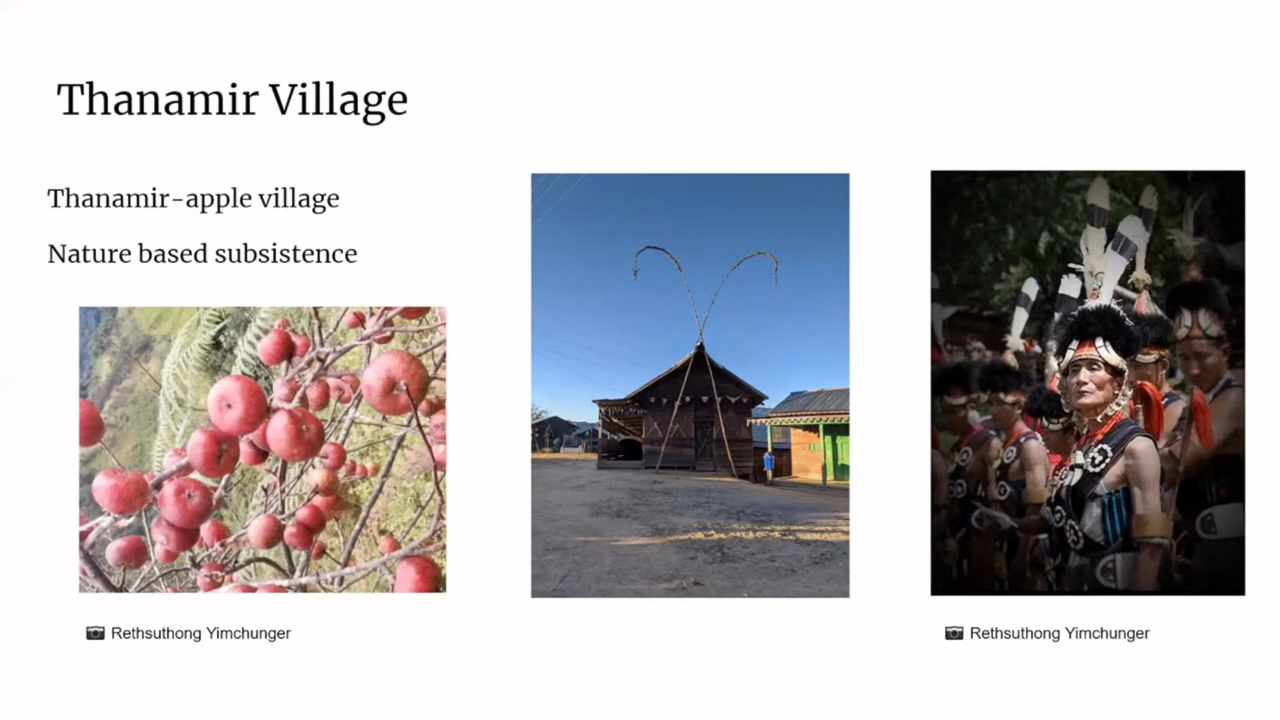 Thanamir Village
Thanamir-apple village
Nature based subsistence
Rethsuthong Yimchunger
Rethsuthong Yimchunger